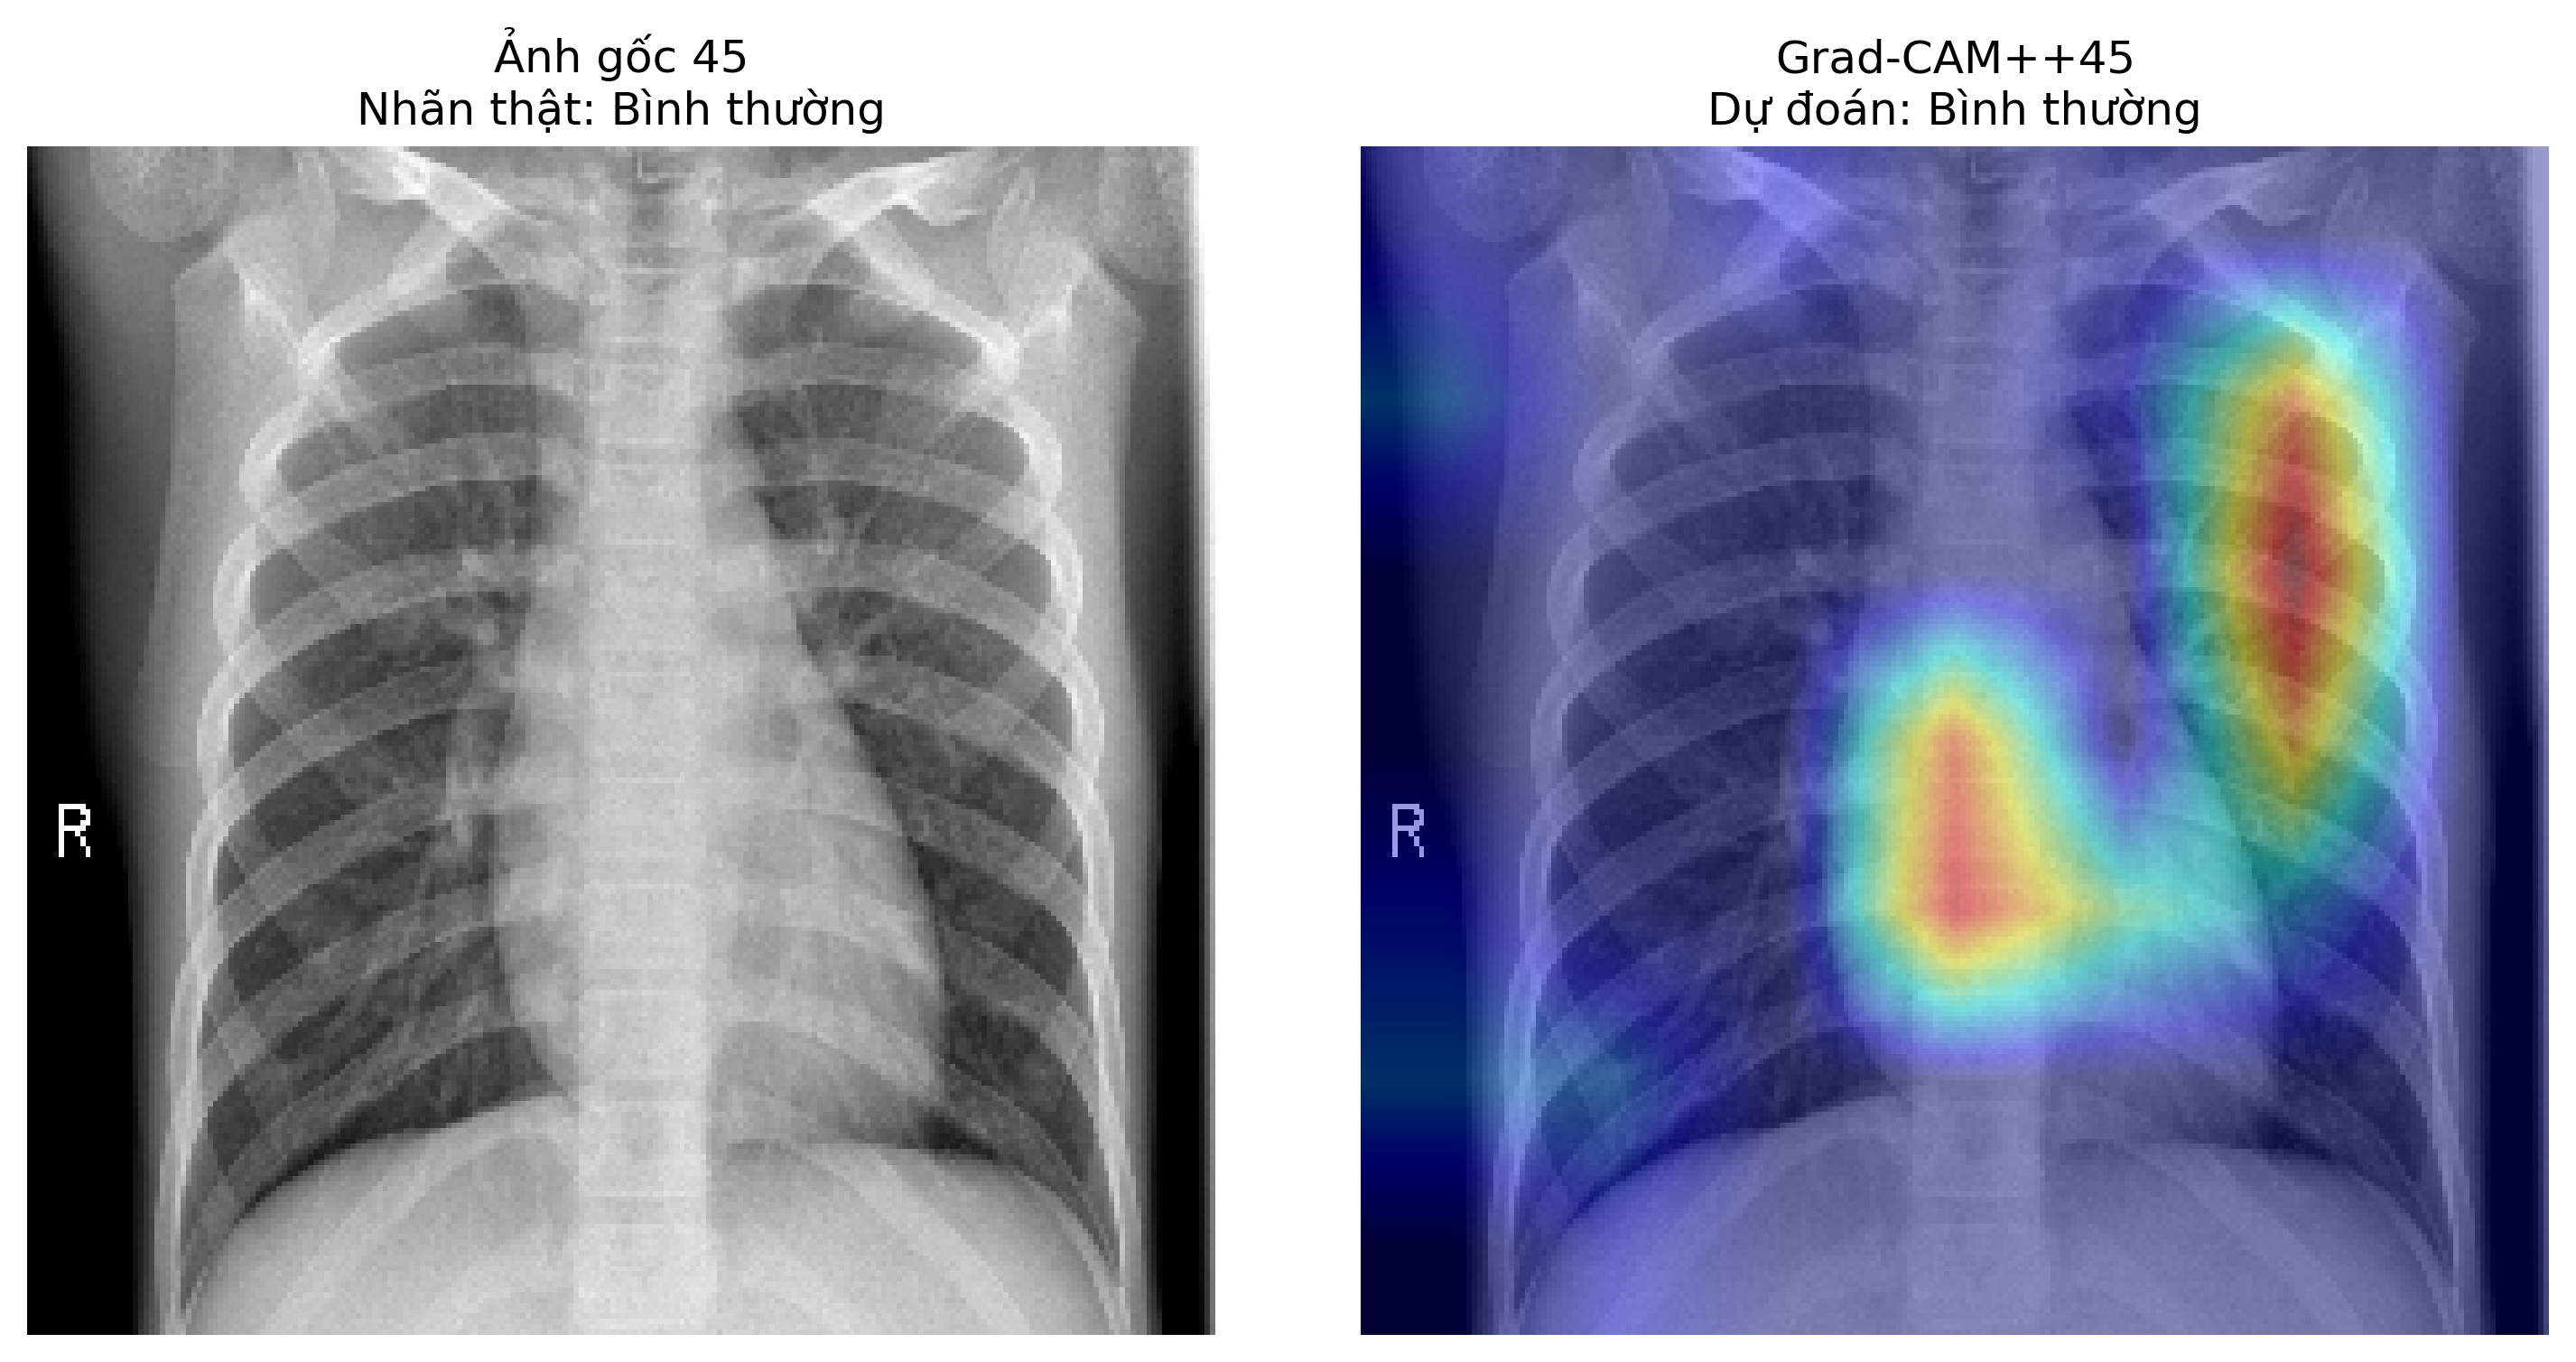 Ảnh gốc 45
Nhãn thật: Bình thường
Grad-CAM++45
Dự đoán: Bình thường
R
R